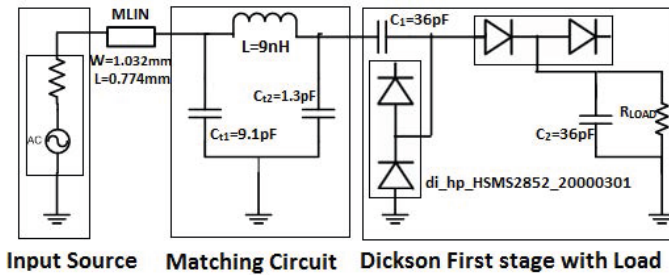 MLIN
W=1.032mm
L=0.774mm
AC
L=9nH
Ct2=1.3pF
Ct1=9.1pF
C1=36pF
RLOAD
C2=36pF
di_hp_HSMS2852_20000301
Input Source
Matching Circuit
Dickson First stage with Load